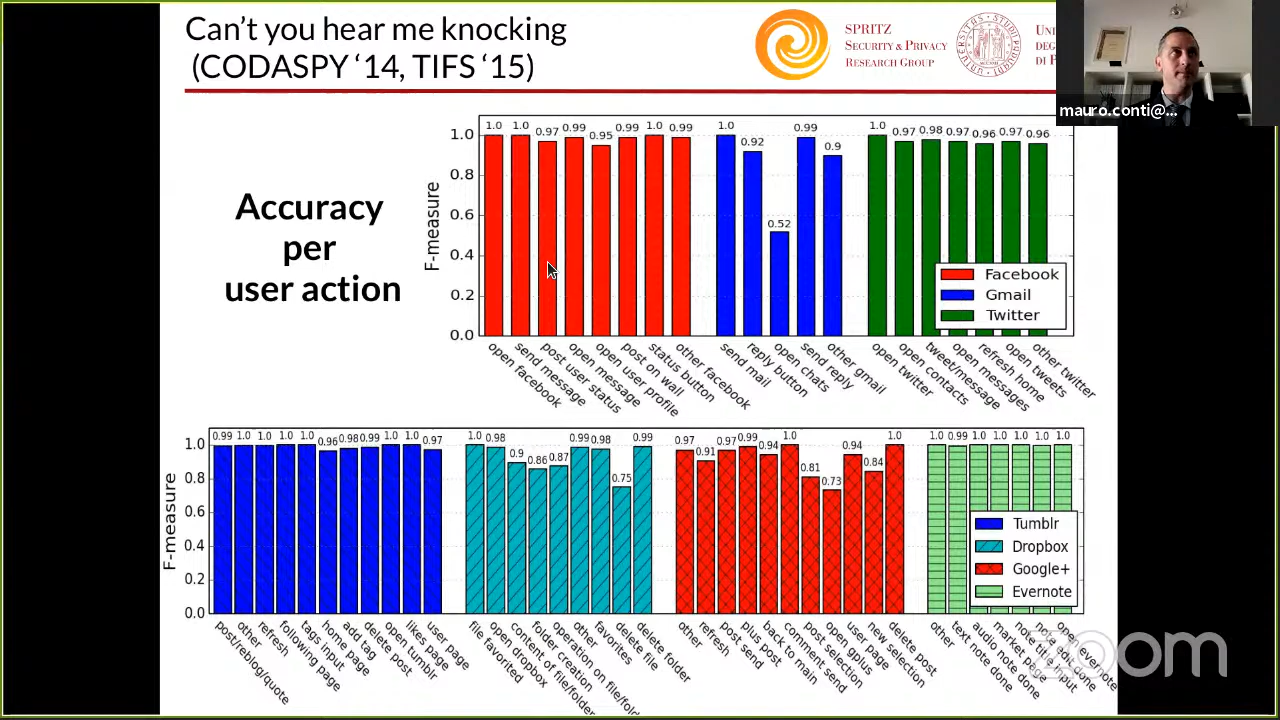 Can't you hear me knocking
(CODASPY '14, TIFS '15)
SPRITZ
SECURITY & PRIVACY
RESEARCH GROUP
UNI
DEG
DI P
mauro.conti@...
Accuracy
per
user action
F-measure
1.0
0.8
0.6
0.4
0.2
0.0
1.0 1.0 0.97 0.99 0.95 0.99 1.0 0.99 1.0 0.92 0.52 0.99 0.9 1.0 0.97 0.98 0.97 0.96 0.97 0.96
Facebook
Gmail
Twitter
open facebook
send message
post user status
open message
open user profile
post on wall
status button
other facebook
send mail
reply button
open chats
send reply
other gmail
open twitter
open contacts
tweet/message
open messages
refresh home
open tweets
other twitter
F-measure
1.0
0.8
0.6
0.4
0.2
0.0
0.99 1.0 1.0 1.0 1.0 0.96 0.98 0.99 1.0 1.0 0.97 1.0 0.98 0.9 0.86 0.87 0.99 0.98 0.75 0.99 0.97 0.91 0.97 0.99 0.94 1.0 0.81 0.73 0.94 0.84 1.0 1.0 0.99 1.0 1.0 1.0 1.0 1.0
Tumblr
Dropbox
Google+
Evernote
post/reblog/quote
other
refresh
following page
tags input
home page
add tag
delete post
open tumblr
likes page
user page
file favorited
open dropbox
content of file/folder
folder creation
operation on file/fol
other
favorites
delete file
delete folder
other
refresh
post send
plus post
back to main
comment send
post selection
open gplus
user page
new selection
delete post
other
text note done
audio note done
market
zoom